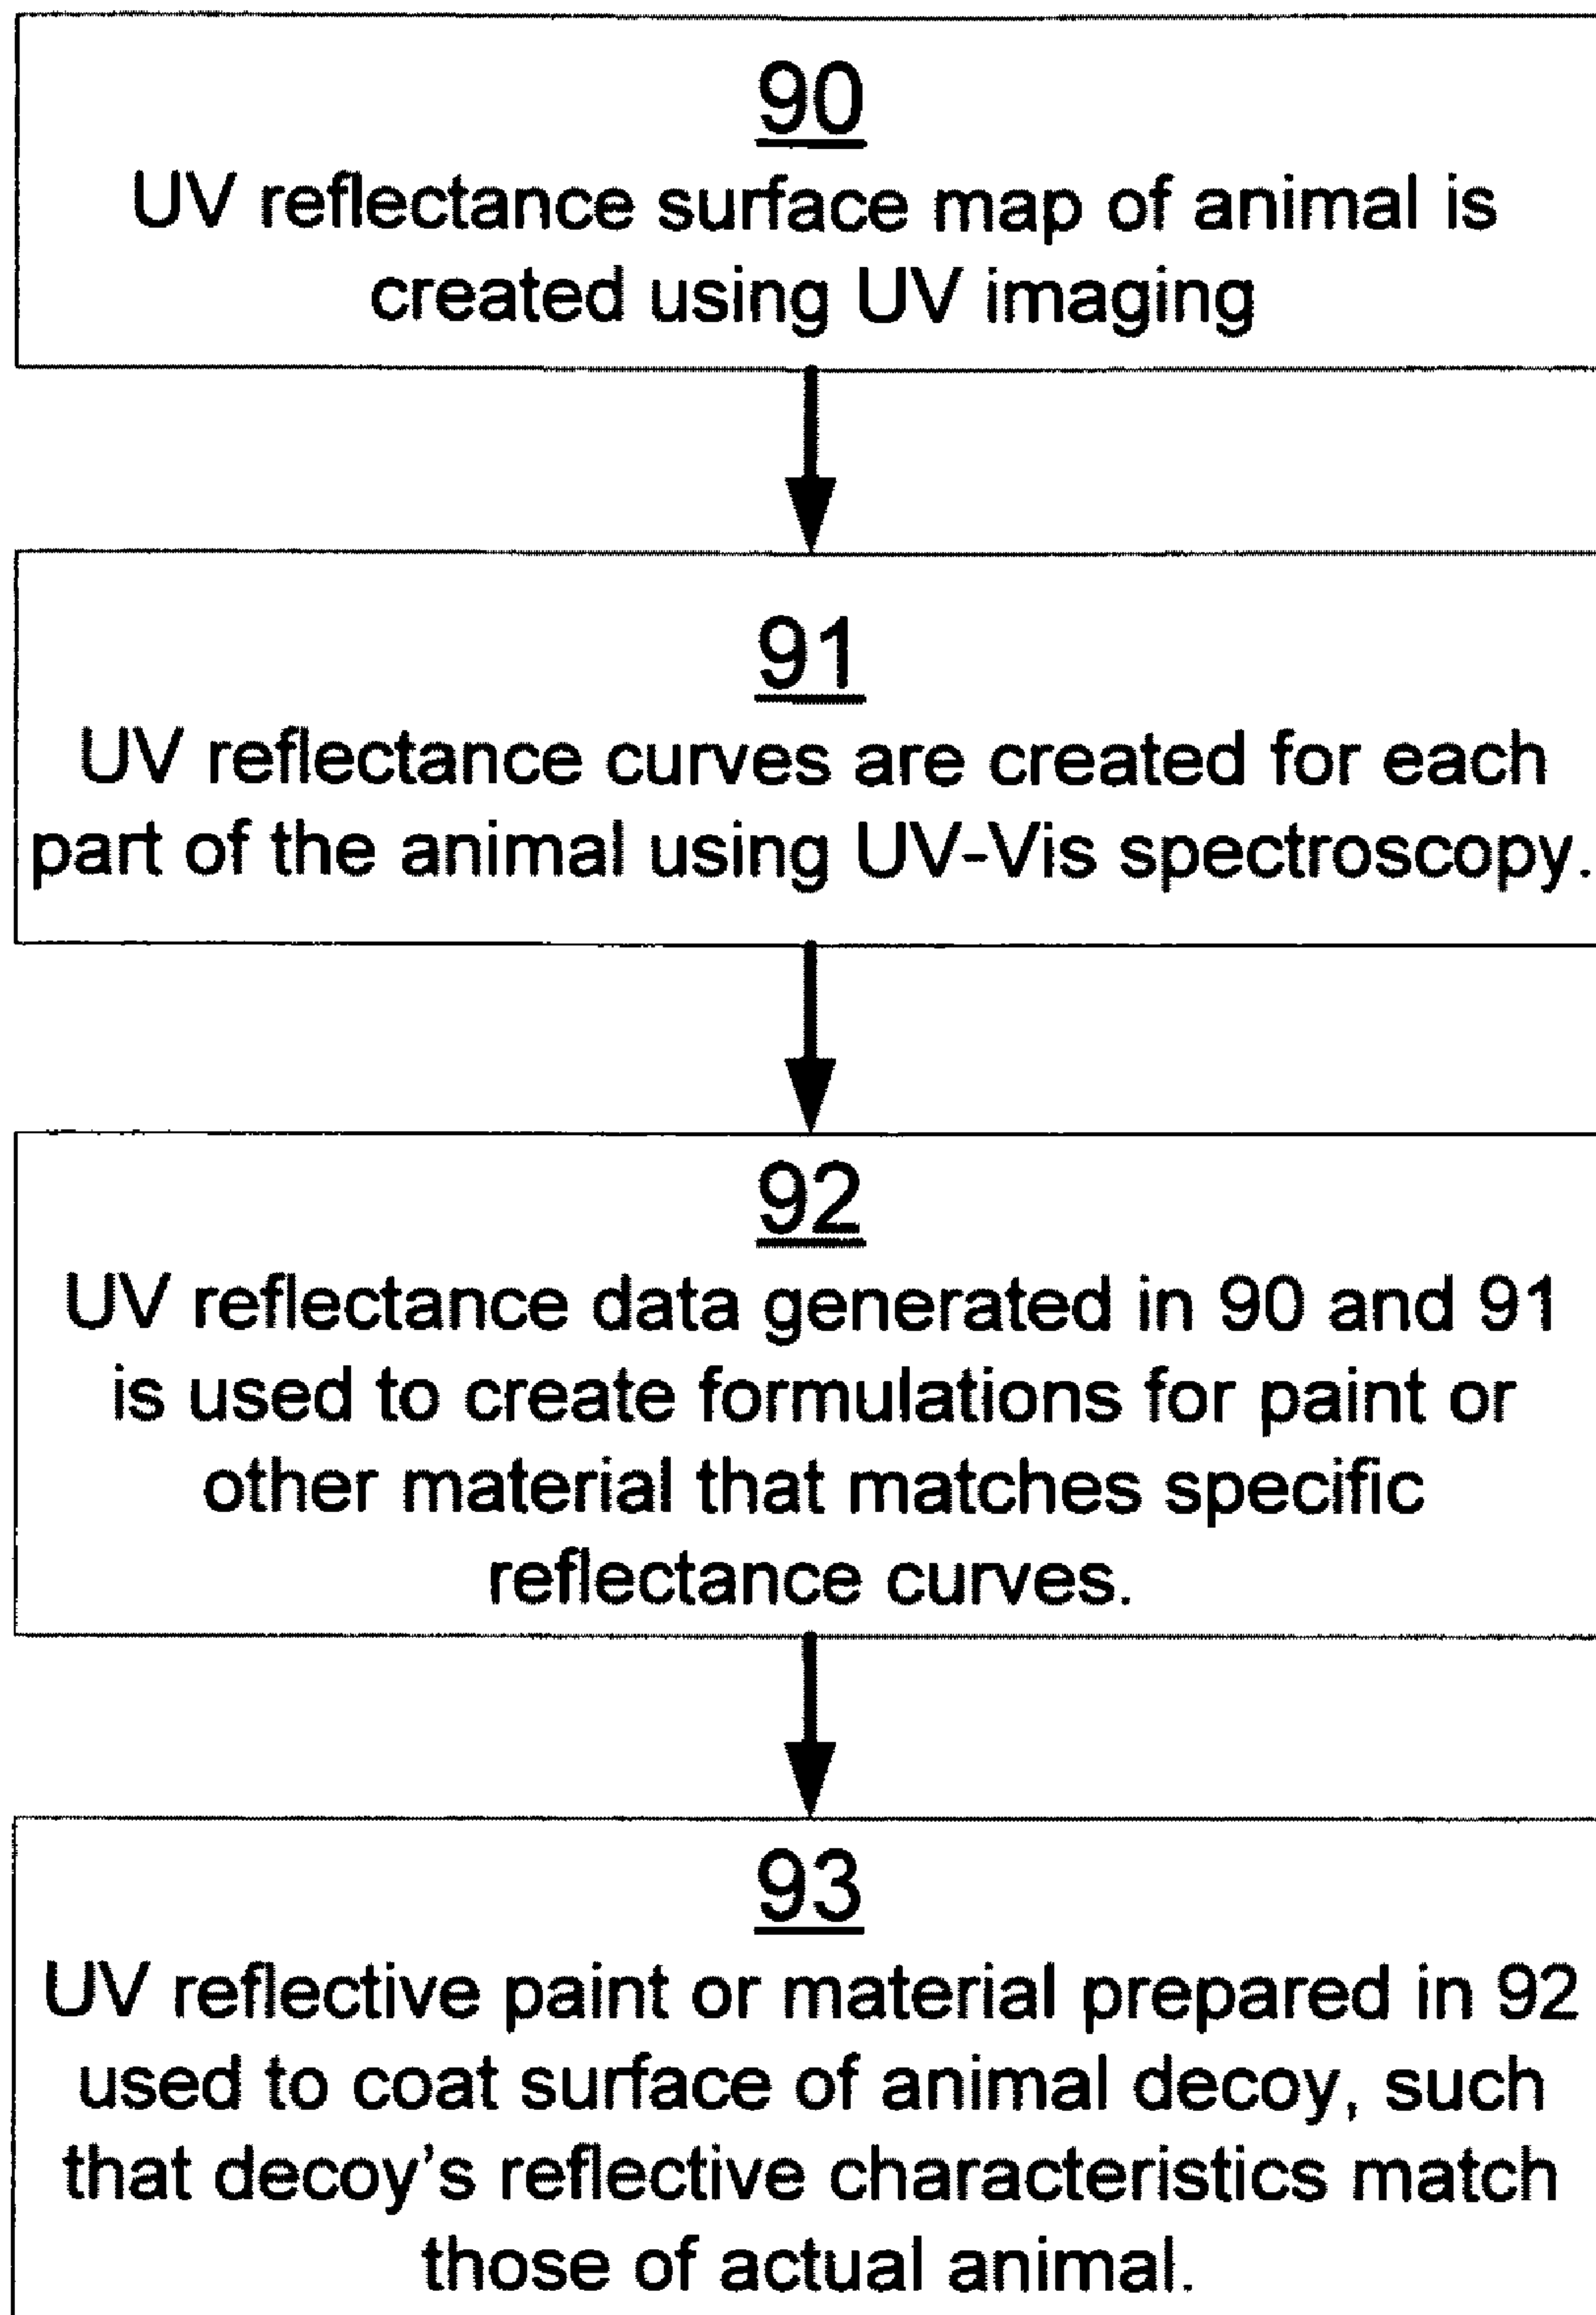 90
UV reflectance surface map of animal is
created using UV imaging
91
UV reflectance curves are created for each
part of the animal using UV-Vis spectroscopy.
92
UV reflectance data generated in 90 and 91
is used to create formulations for paint or
other material that matches specific
reflectance curves.
93
UV reflective paint or material prepared in 92
used to coat surface of animal decoy, such
that decoy’s reflective characteristics match
those of actual animal.